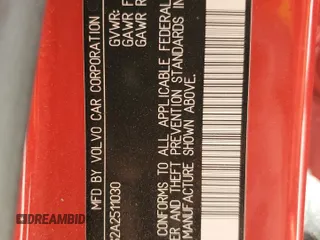 MFD BY VOLVO CAR CORPORATION
GVWR:
GAWR F
GAWR R
CONFORMS TO ALL APPLICABLE FEDERAL
ER AND THEFT PREVENTION STANDARDS IN
MANUFACTURE SHOWN ABOVE.
S2A2511030
DREAMBID